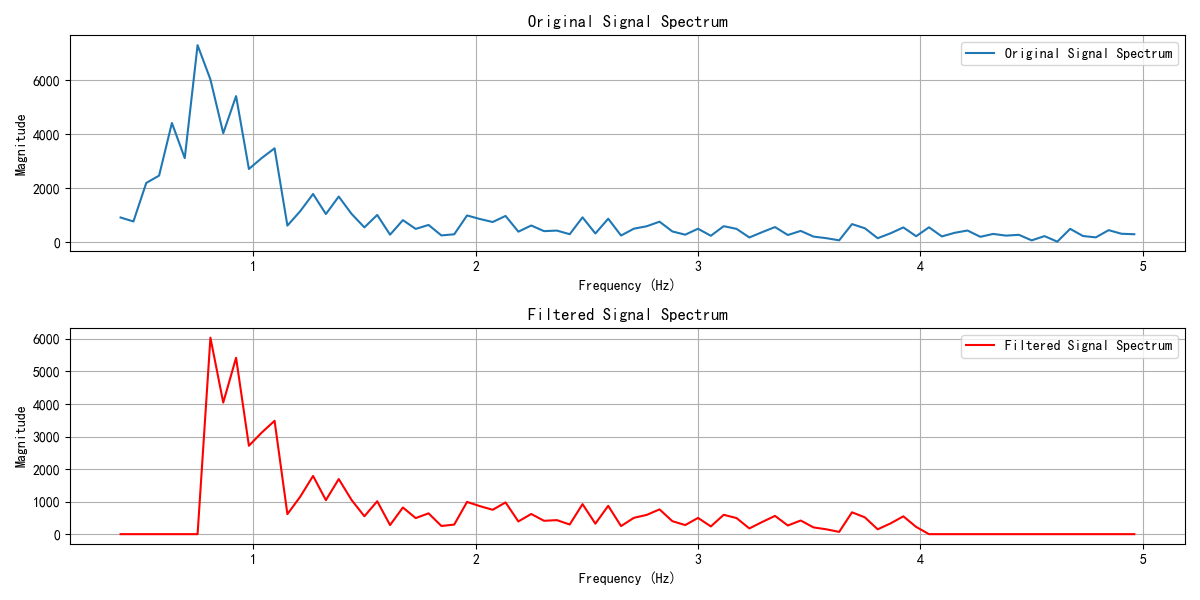 Original Signal Spectrum
Original Signal Spectrum
Magnitude
6000
4000
2000
0
1 2 3 4 5
Frequency (Hz)
Filtered Signal Spectrum
Filtered Signal Spectrum
Magnitude
6000
5000
4000
3000
2000
1000
0
1 2 3 4 5
Frequency (Hz)